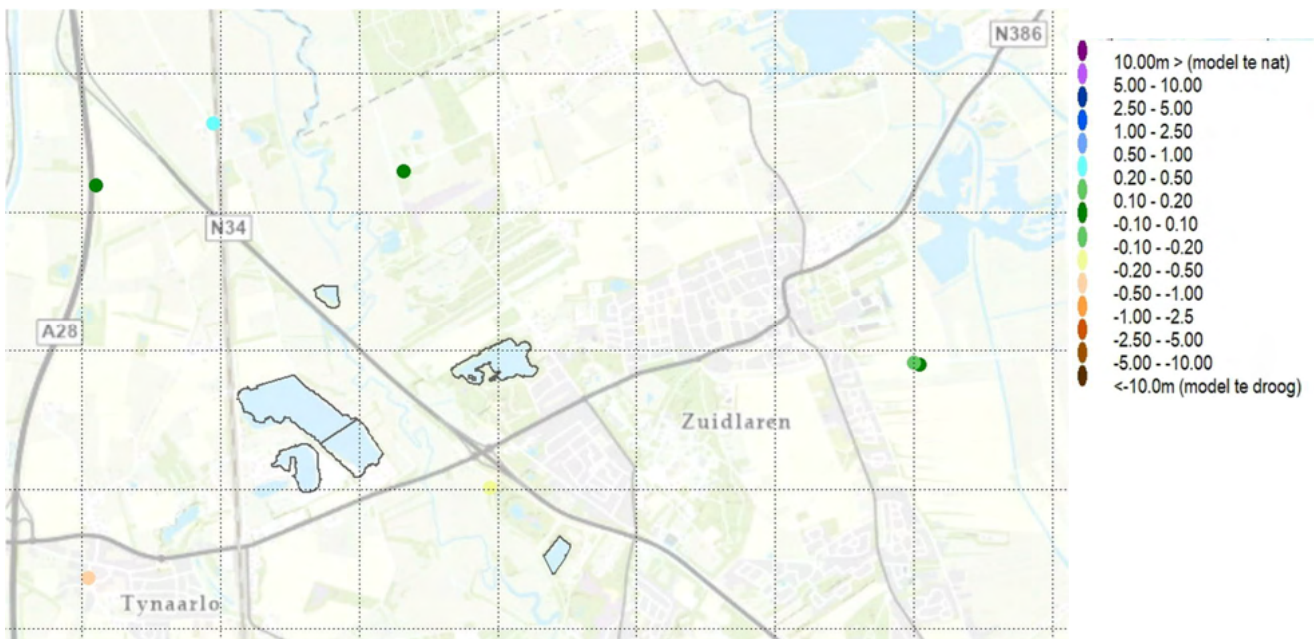 N386
N34
A28
Zuidlaren
Tynaarlo
10.00m > (model te nat)
5.00 - 10.00
2.50 - 5.00
1.00 - 2.50
0.50 - 1.00
0.20 - 0.50
0.10 - 0.20
-0.10 - 0.10
-0.10 - -0.20
-0.20 - -0.50
-0.50 - -1.00
-1.00 - -2.5
-2.50 - -5.00
-5.00 - -10.00
<-10.0m (model te droog)